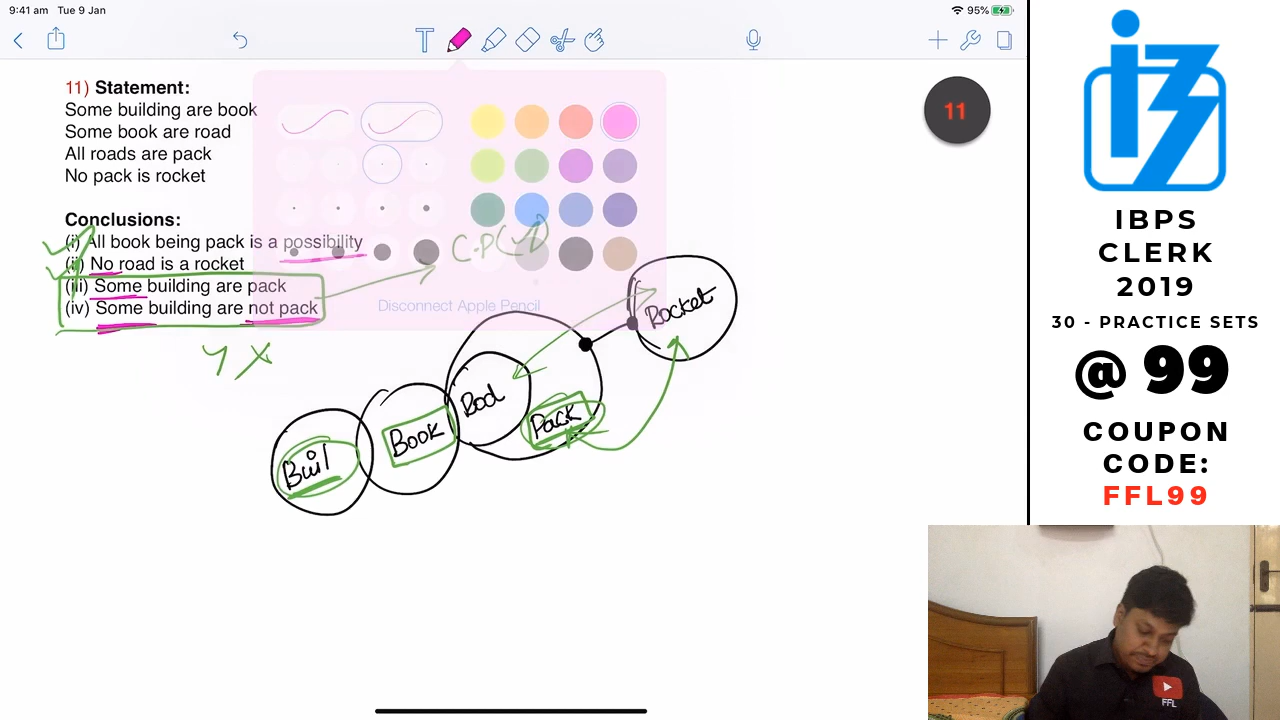 9:41 am Tue 9 Jan
95%
T
11) Statement:
Some building are book
Some book are road
All roads are pack
No pack is rocket
Conclusions:
(i) All book being pack is a possibility
(ii) No road is a rocket
(iii) Some building are pack
(iv) Some building are not pack
Disconnect Apple Pencil
Rocket
Rod
Pack
Book
Buil
11
IBPS
CLERK
2019
30 - PRACTICE SETS
@ 99
COUPON
CODE:
FFL99
FFL